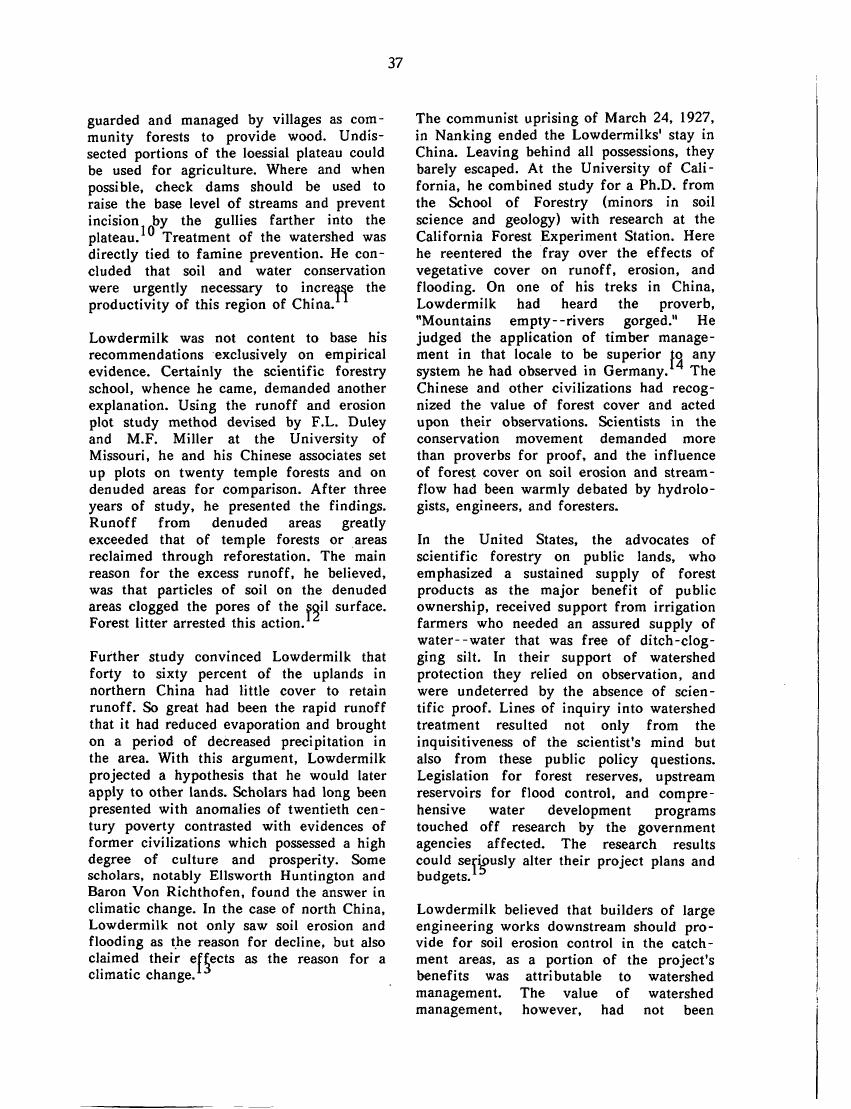 37
guarded and managed by villages as com-
munity forests to provide wood. Undis-
sected portions of the loessial plateau could
be used for agriculture. Where and when
possible, check dams should be used to
raise the base level of streams and prevent
incision by the gullies farther into the
plateau.10 Treatment of the watershed was
directly tied to famine prevention. He con-
cluded that soil and water conservation
were urgently necessary to increase the
productivity of this region of China.11
Lowdermilk was not content to base his
recommendations exclusively on empirical
evidence. Certainly the scientific forestry
school, whence he came, demanded another
explanation. Using the runoff and erosion
plot study method devised by F.L. Duley
and M.F. Miller at the University of
Missouri, he and his Chinese associates set
up plots on twenty temple forests and on
denuded areas for comparison. After three
years of study, he presented the findings.
Runoff from denuded areas greatly
exceeded that of temple forests or areas
reclaimed through reforestation. The main
reason for the excess runoff, he believed,
was that particles of soil on the denuded
areas clogged the pores of the soil surface.
Forest litter arrested this action.12
Further study convinced Lowdermilk that
forty to sixty percent of the uplands in
northern China had little cover to retain
runoff. So great had been the rapid runoff
that it had reduced evaporation and brought
on a period of decreased precipitation in
the area. With this argument, Lowdermilk
projected a hypothesis that he would later
apply to other lands. Scholars had long been
presented with anomalies of twentieth cen-
tury poverty contrasted with evidences of
former civilizations which possessed a high
degree of culture and prosperity. Some
scholars, notably Ellsworth Huntington and
Baron Von Richthofen, found the answer in
climatic change. In the case of north China,
Lowdermilk not only saw soil erosion and
flooding as the reason for decline, but also
claimed their effects as the reason for a
climatic change.13
The communist uprising of March 24, 1927,
in Nanking ended the Lowdermilks' stay in
China. Leaving behind all possessions, they
barely escaped. At the University of Cali-
fornia, he combined study for a Ph.D. from
the School of Forestry (minors in soil
science and geology) with research at the
California Forest Experiment Station. Here
he reentered the fray over the effects of
vegetative cover on runoff, erosion, and
flooding. On one of his treks in China,
Lowdermilk had heard the proverb,
"Mountains empty--rivers gorged." He
judged the application of timber manage-
ment in that locale to be superior to any
system he had observed in Germany.14 The
Chinese and other civilizations had recog-
nized the value of forest cover and acted
upon their observations. Scientists in the
conservation movement demanded more
than proverbs for proof, and the influence
of forest cover on soil erosion and stream-
flow had been warmly debated by hydrolo-
gists, engineers, and foresters.
In the United States, the advocates of
scientific forestry on public lands, who
emphasized a sustained supply of forest
products as the major benefit of public
ownership, received support from irrigation
farmers who needed an assured supply of
water--water that was free of ditch-clog-
ging silt. In their support of watershed
protection they relied on observation, and
were undeterred by the absence of scien-
tific proof. Lines of inquiry into watershed
treatment resulted not only from the
inquisitiveness of the scientist's mind but
also from these public policy questions.
Legislation for forest reserves, upstream
reservoirs for flood control, and compre-
hensive water development programs
touched off research by the government
agencies affected. The research results
could seriously alter their project plans and
budgets.15
Lowdermilk believed that builders of large
engineering works downstream should pro-
vide for soil erosion control in the catch-
ment areas, as a portion of the project's
benefits was attributable to watershed
management. The value of watershed
management, however, had not been